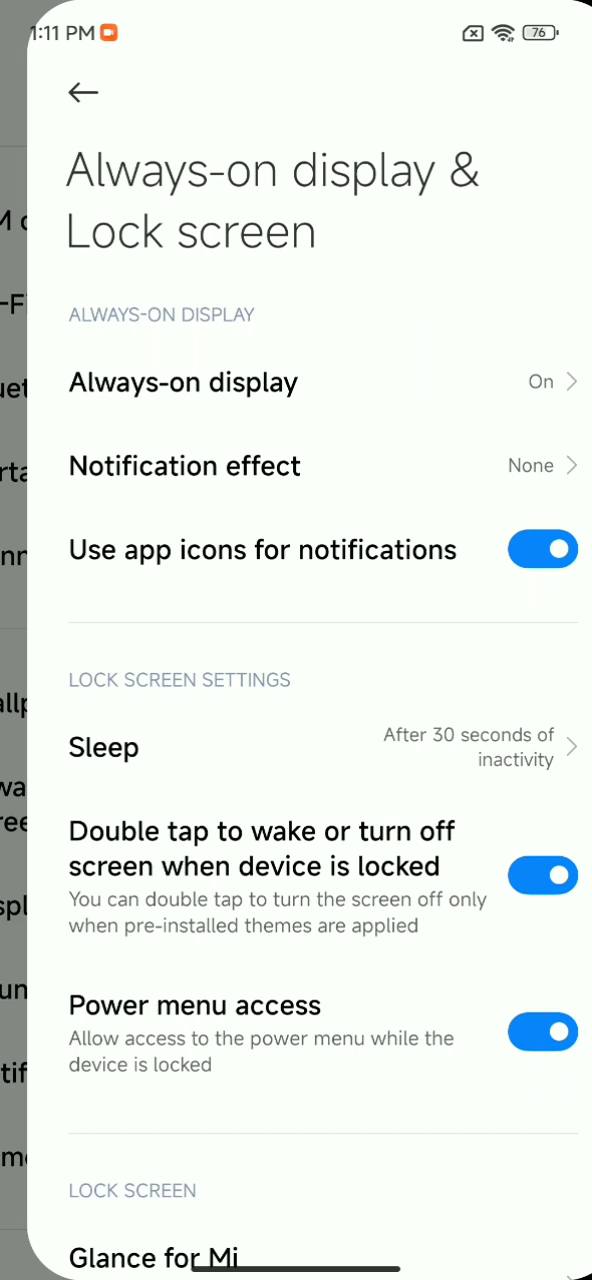 1:11 PM
76
Always-on display &
Lock screen
ALWAYS-ON DISPLAY
Always-on display
On
Notification effect
None
Use app icons for notifications
LOCK SCREEN SETTINGS
Sleep
After 30 seconds of
inactivity
Double tap to wake or turn off
screen when device is locked
You can double tap to turn the screen off only
when pre-installed themes are applied
Power menu access
Allow access to the power menu while the
device is locked
LOCK SCREEN
Glance for Mi